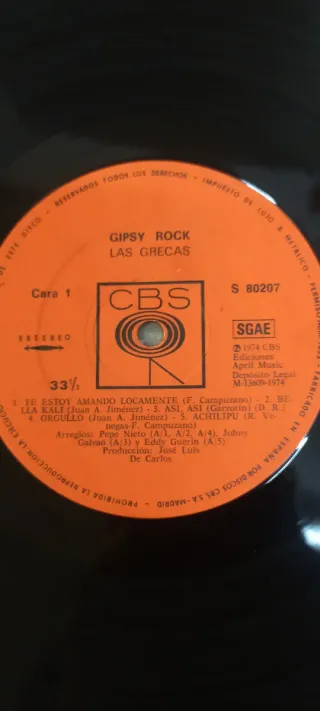 GIPSY ROCK
LAS GRECAS
Cara 1
CBS
S 80207
ESTEREO
SGAE
33⅓
℗ 1974 CBS
Ediciones
April Music
Depósito Legal
M-13609-1974
1. TE ESTOY AMANDO LOCAMENTE (F. Campuzano) - 2. BE-
LLA KALI (Juan A. Jiménez) - 3. ASI, ASI (Garrotín) (D. R.)
4. ORGULLO (Juan A. Jiménez) - 5. ACHILIPU (R. Ve-
negas-F. Campuzano)
Arreglos: Pepe Nieto (A/1, A/2, A/4), Johny
Galvao (A/3) y Eddy Guerin (A/5)
Producción: José Luis
De Carlos
DE ESTE DISCO - RESERVADOS TODOS LOS DERECHOS - IMPUESTO DE LUJO A METALICO - FABRICADO EN ESPAÑA POR DISCOS CBS, S.A. - MADRID - PROHIBIDA LA REPRODUCCION